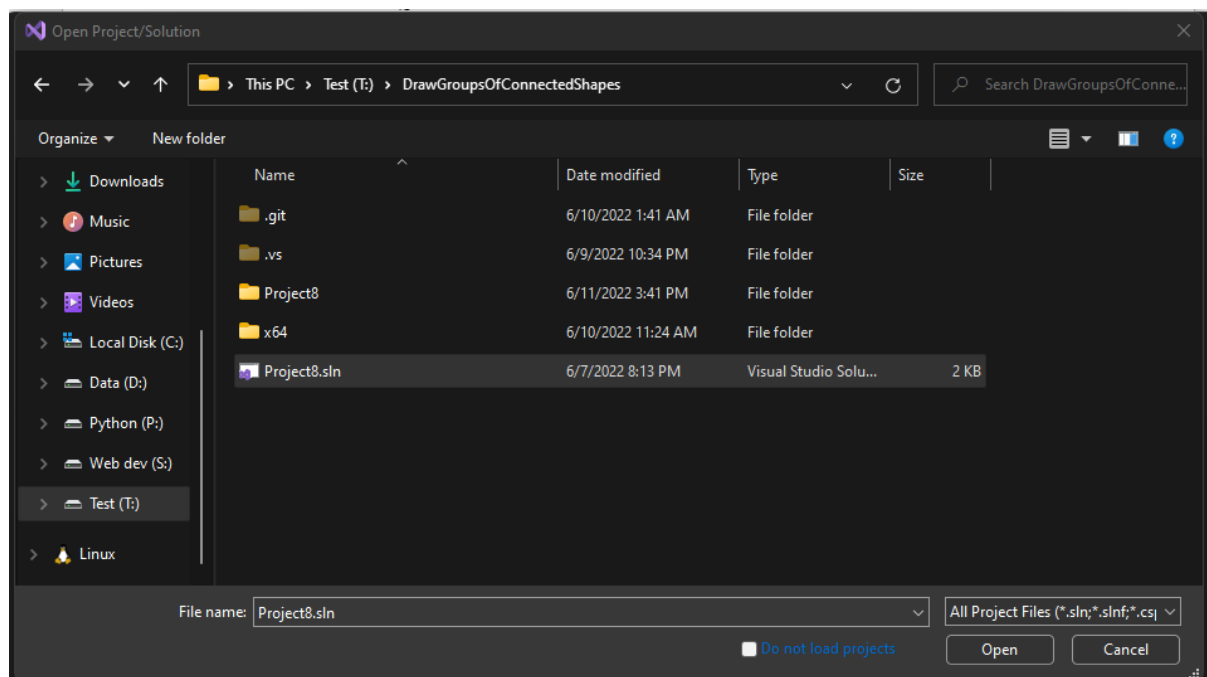 Open Project/Solution
This PC > Test (T:) > DrawGroupsOfConnectedShapes
Search DrawGroupsOfConne...
Organize New folder
Name Date modified Type Size
Downloads
Music
Pictures
Videos
Local Disk (C:)
Data (D:)
Python (P:)
Web dev (S:)
Test (T:)
Linux
.git 6/10/2022 1:41 AM File folder
.vs 6/9/2022 10:34 PM File folder
Project8 6/11/2022 3:41 PM File folder
x64 6/10/2022 11:24 AM File folder
Project8.sln 6/7/2022 8:13 PM Visual Studio Solu... 2 KB
File name: Project8.sln
All Project Files (*.sln;*.slnf;*.csp
Do not load projects
Open Cancel